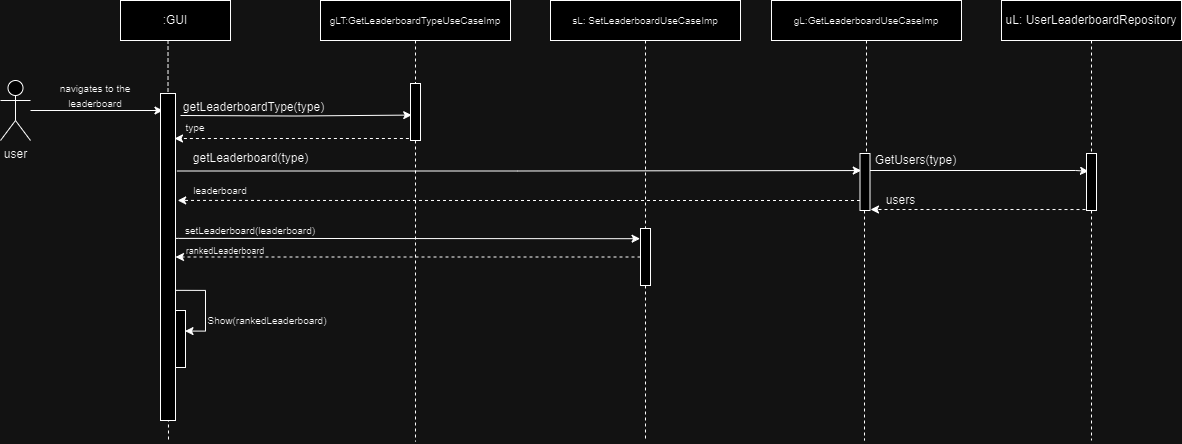 :GUI
gLT:GetLeaderboardTypeUseCaseImp
sL: SetLeaderboardUseCaseImp
gL:GetLeaderboardUseCaseImp
uL: UserLeaderboardRepository
navigates to the
leaderboard
user
getLeaderboardType(type)
type
getLeaderboard(type)
GetUsers(type)
leaderboard
users
setLeaderboard(leaderboard)
rankedLeaderboard
Show(rankedLeaderboard)